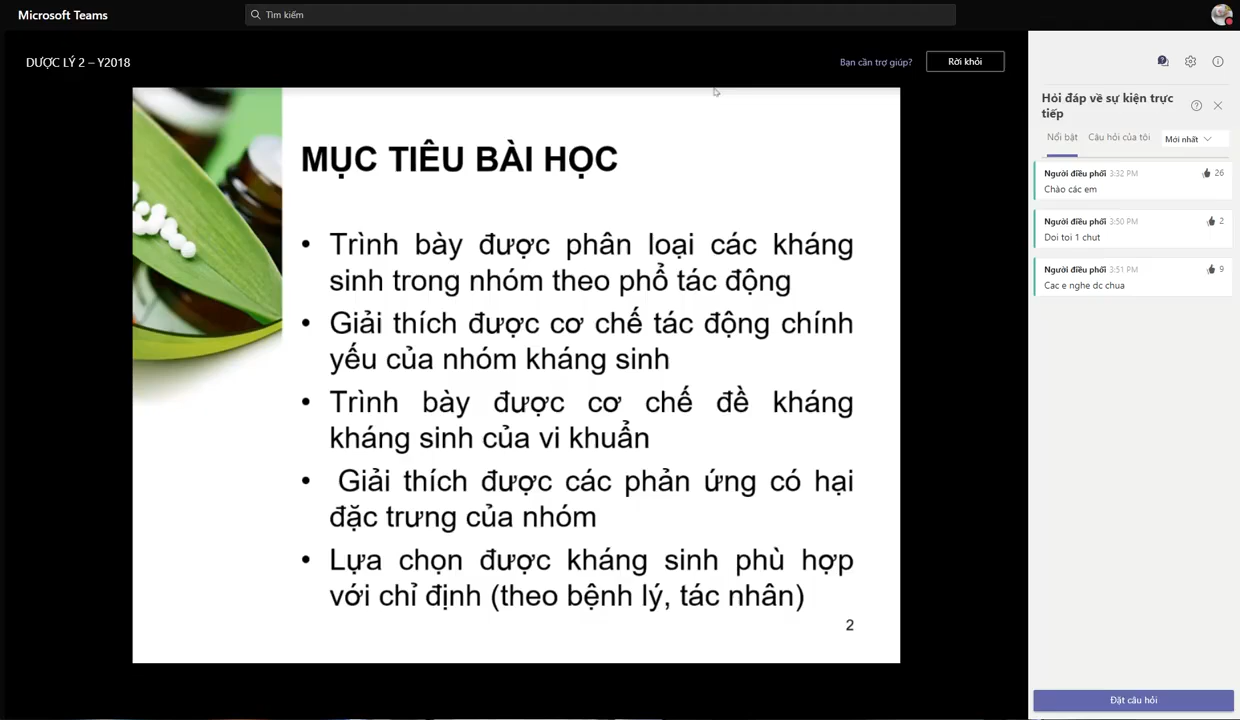 Microsoft Teams
Tìm kiếm
DƯỢC LÝ 2 – Y2018
Bạn cần trợ giúp?
Rời khỏi
MỤC TIÊU BÀI HỌC
• Trình bày được phân loại các kháng
sinh trong nhóm theo phổ tác động
• Giải thích được cơ chế tác động chính
yếu của nhóm kháng sinh
• Trình bày được cơ chế đề kháng
kháng sinh của vi khuẩn
• Giải thích được các phản ứng có hại
đặc trưng của nhóm
• Lựa chọn được kháng sinh phù hợp
với chỉ định (theo bệnh lý, tác nhân)
2
Hỏi đáp về sự kiện trực
tiếp
Nổi bật Câu hỏi của tôi Mới nhất
Người điều phối 3:32 PM 26
Chào các em
Người điều phối 3:50 PM 2
Doi toi 1 chut
Người điều phối 3:51 PM 9
Cac e nghe dc chua
Đặt câu hỏi